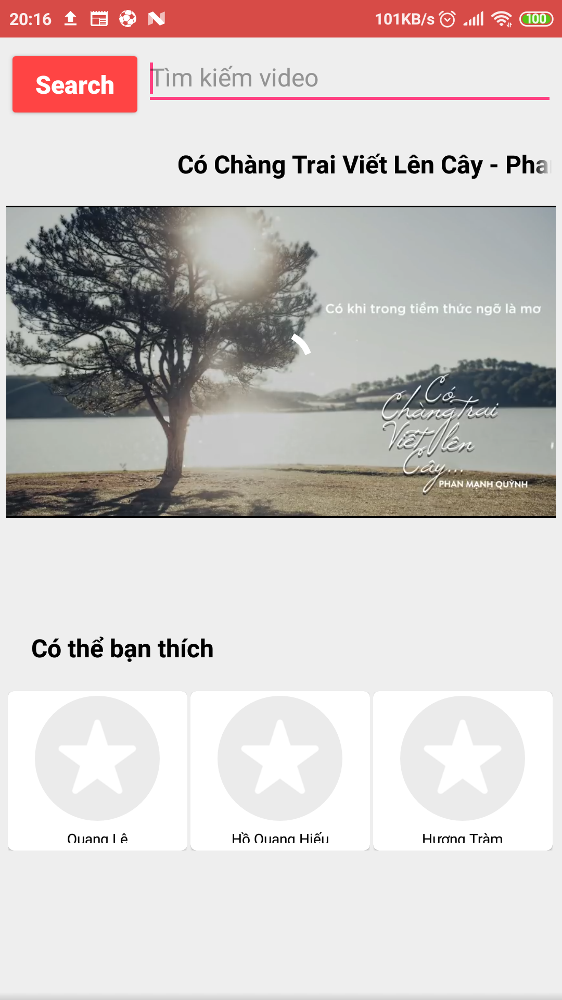 20:16 101KB/s 100
Search Tìm kiếm video
Có Chàng Trai Viết Lên Cây - Pha
Có khi trong tiềm thức ngỡ là mơ
Có
Chàng trai
Viết lên
Cây...
PHAN MẠNH QUỲNH
Có thể bạn thích
Quang Lê Hồ Quang Hiếu Hương Tràm